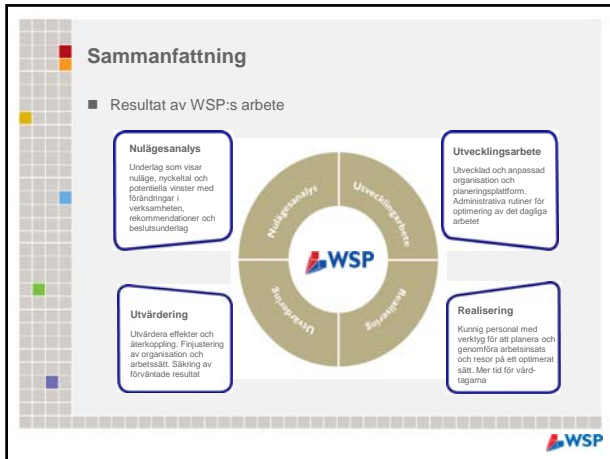 Sammanfattning
Resultat av WSP:s arbete
Nulägesanalys
Underlag som visar
nuläge, nyckeltal och
potentiella vinster med
förändringar i
verksamheten,
rekommendationer och
beslutsunderlag
Utvecklingsarbete
Utvecklad och anpassad
organisation och
planeringsplattform.
Administrativa rutiner för
optimering av det dagliga
arbetet
Nulägesanalys
Utvecklingarbete
WSP
Utvärdering
Realisering
Utvärdering
Utvärdera effekter och
återkoppling. Finjustering
av organisation och
arbetssätt. Säkring av
förväntade resultat
Realisering
Kunnig personal med
verktyg för att planera och
genomföra arbetsinsats
och resor på ett optimerat
sätt. Mer tid för vård-
tagarna
WSP